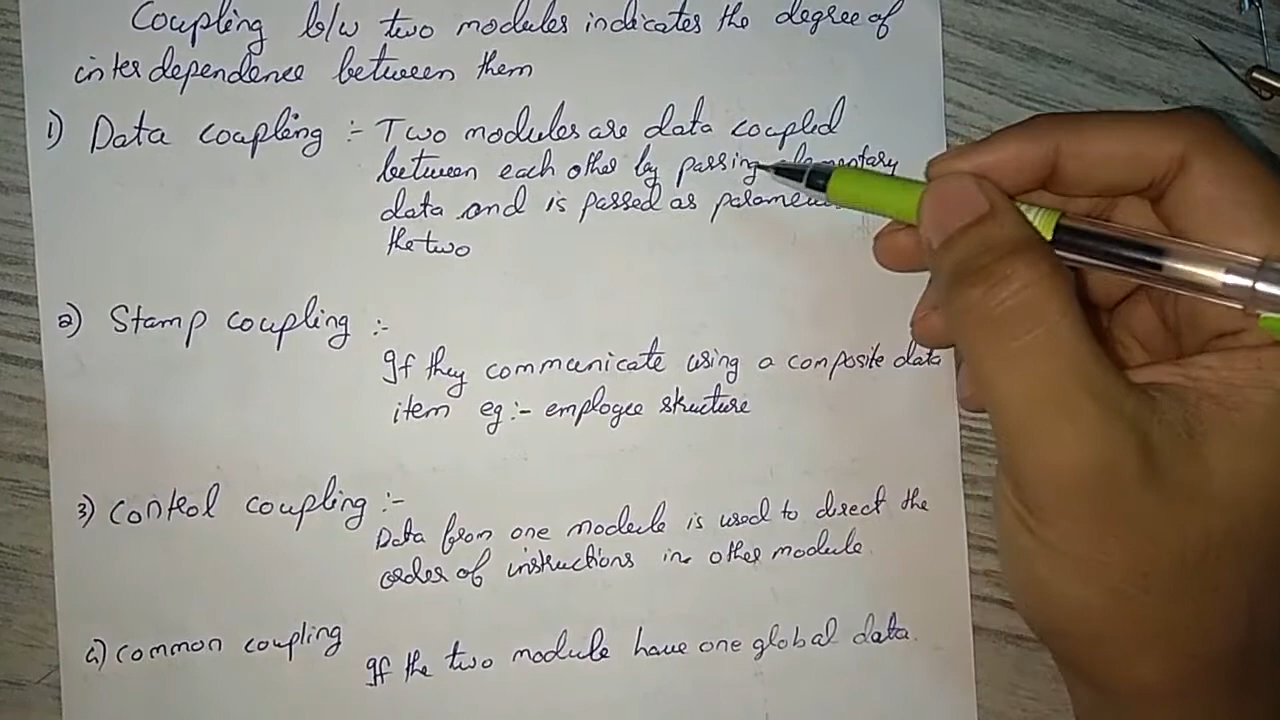 Coupling b/w two modules indicates the degree of
interdependence between them
1) Data coupling :- Two modules are data coupled
between each other by passing elementary
data and is passed as
the two
2) Stamp coupling :-
If they communicate using a composite data
item eg:- employee structure
3) Control coupling :-
Data from one module is used to direct the
order of instructions in other module.
4) Common coupling
If the two module have one global data.